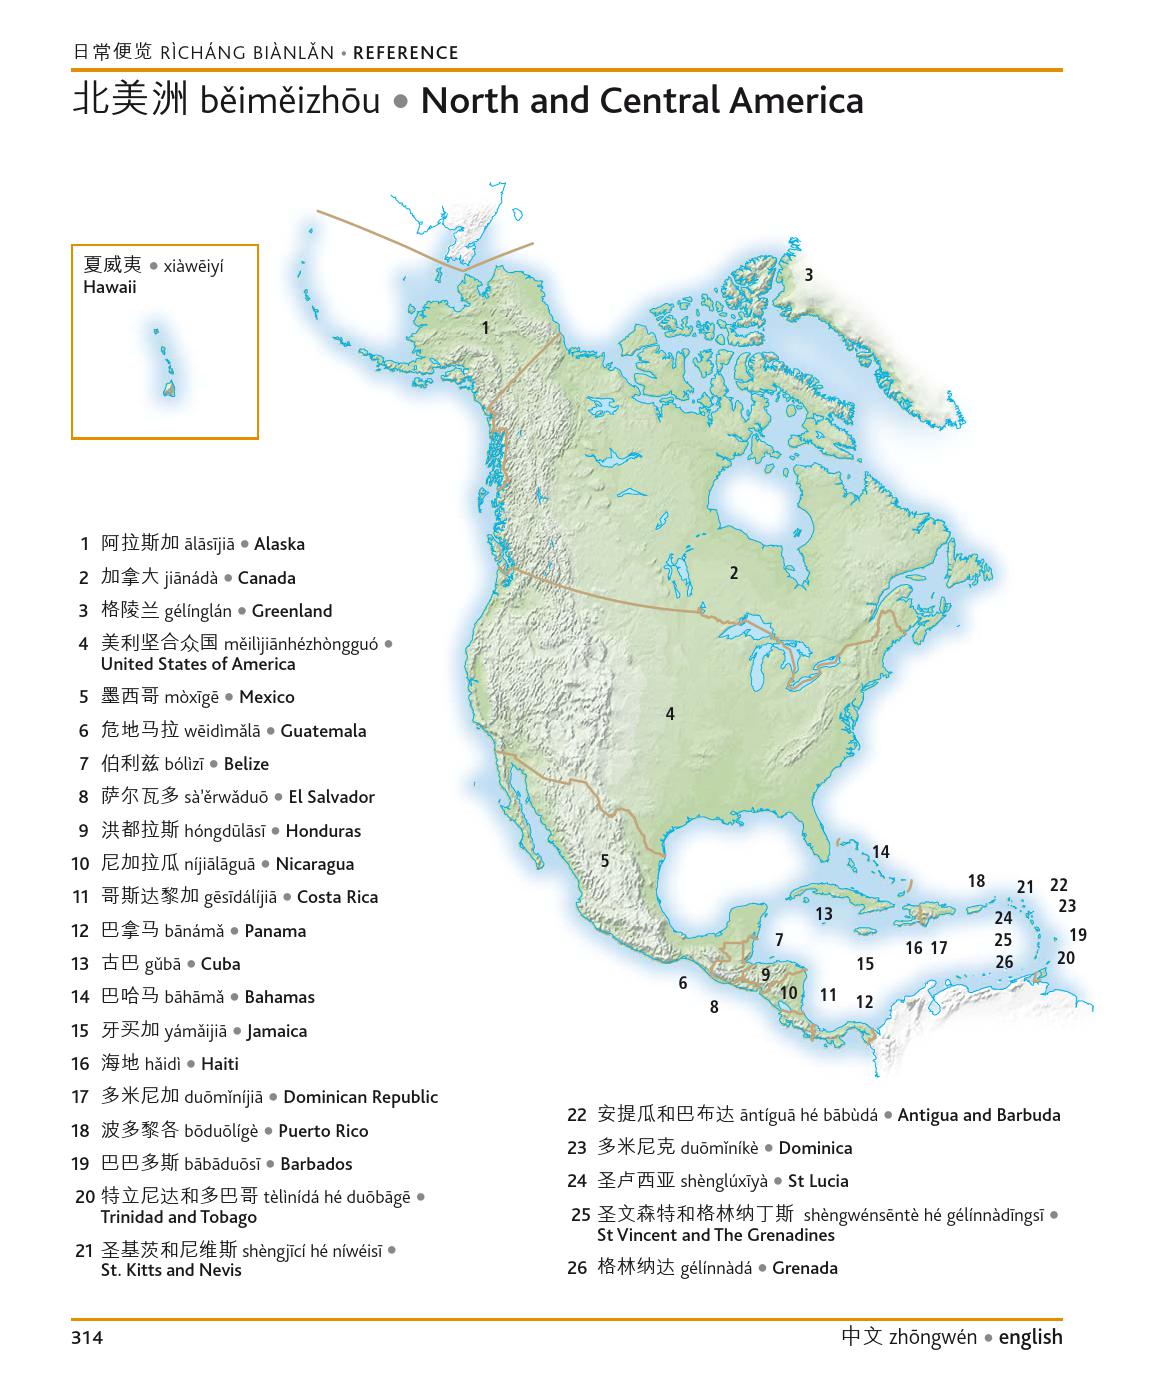 日常便览 RÌCHÁNG BIÀNLǍN • REFERENCE
北美洲 běiměizhōu • North and Central America
夏威夷 • xiàwēiyí
Hawaii
1
3
2
4
5
14
18
21
22
23
13
24
7
25
19
16
17
15
26
20
9
6
10
11
12
8
1 阿拉斯加 ālāsījiā • Alaska
2 加拿大 jiānádà • Canada
3 格陵兰 gélínglán • Greenland
4 美利坚合众国 měilìjiānhézhòngguó •
United States of America
5 墨西哥 mòxīgē • Mexico
6 危地马拉 wēidìmǎlā • Guatemala
7 伯利兹 bólìzī • Belize
8 萨尔瓦多 sà'ěrwǎduō • El Salvador
9 洪都拉斯 hóngdūlāsī • Honduras
10 尼加拉瓜 níjiālāguā • Nicaragua
11 哥斯达黎加 gēsīdálíjiā • Costa Rica
12 巴拿马 bānámǎ • Panama
13 古巴 gǔbā • Cuba
14 巴哈马 bāhāmǎ • Bahamas
15 牙买加 yámǎijiā • Jamaica
16 海地 hǎidì • Haiti
17 多米尼加 duōmǐníjiā • Dominican Republic
18 波多黎各 bōduōlígè • Puerto Rico
19 巴巴多斯 bābāduōsī • Barbados
20 特立尼达和多巴哥 tèlìnídá hé duōbāgē •
Trinidad and Tobago
21 圣基茨和尼维斯 shèngjīcí hé níwéisī •
St. Kitts and Nevis
22 安提瓜和巴布达 āntíguā hé bābùdá • Antigua and Barbuda
23 多米尼克 duōmǐníkè • Dominica
24 圣卢西亚 shènglúxīyà • St Lucia
25 圣文森特和格林纳丁斯 shèngwénsēntè hé gélínnàdīngsī •
St Vincent and The Grenadines
26 格林纳达 gélínnàdá • Grenada
314
中文 zhōngwén • english